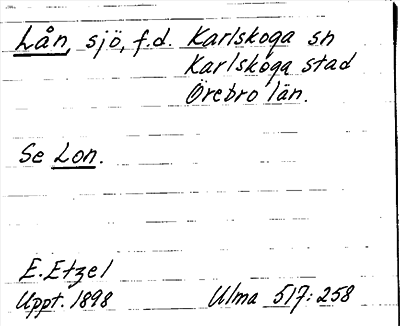 Lån, sjö, f.d. Karlskoga sn
Karlskoga stad
Örebro län.
Se Lon.
E. Etzel
Uppt. 1898 Ulma 517:258